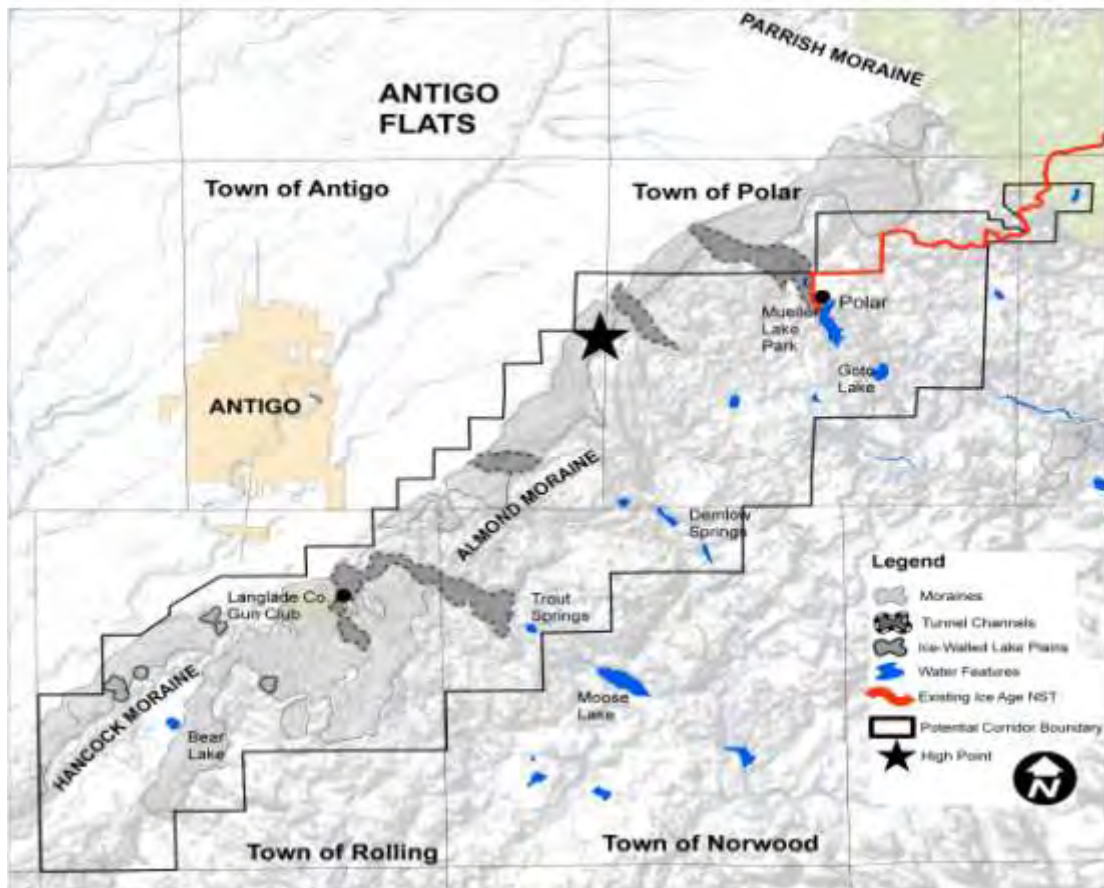 PARRISH MORAINE
ANTIGO
FLATS
Town of Antigo
Town of Polar
Polar
Mueller
Lake
Park
Goto
Lake
ANTIGO
ALMOND MORAINE
Demlow
Springs
Langlade Co.
Gun Club
Trout
Springs
Moose
Lake
HANCOCK MORAINE
Bear
Lake
Town of Rolling
Town of Norwood
Legend
Moraines
Tunnel Channels
Ice-Walled Lake Plains
Water Features
Existing Ice Age NST
Potential Corridor Boundary
High Point
N